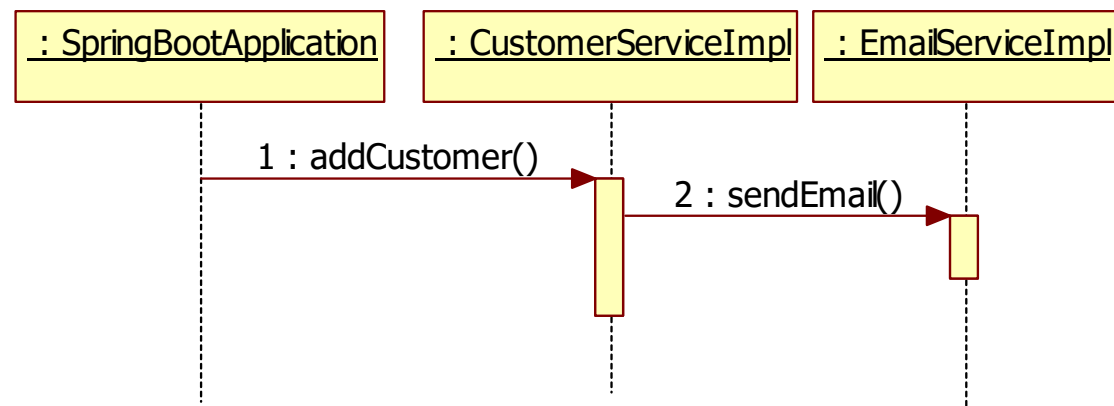 : SpringBootApplication
: CustomerServiceImpl
: EmailServiceImpl
1 : addCustomer()
2 : sendEmail()